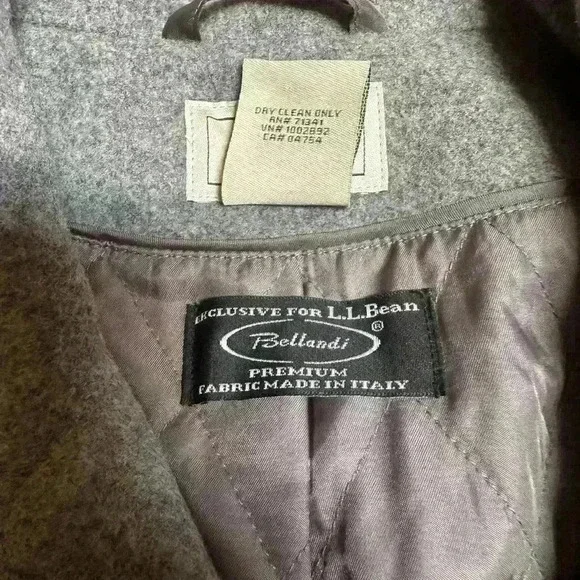 DRY CLEAN ONLY
RN# 71341
VN# 1002892
CA# 04754
EXCLUSIVE FOR L.L.Bean
Bellandi ®
PREMIUM
FABRIC MADE IN ITALY